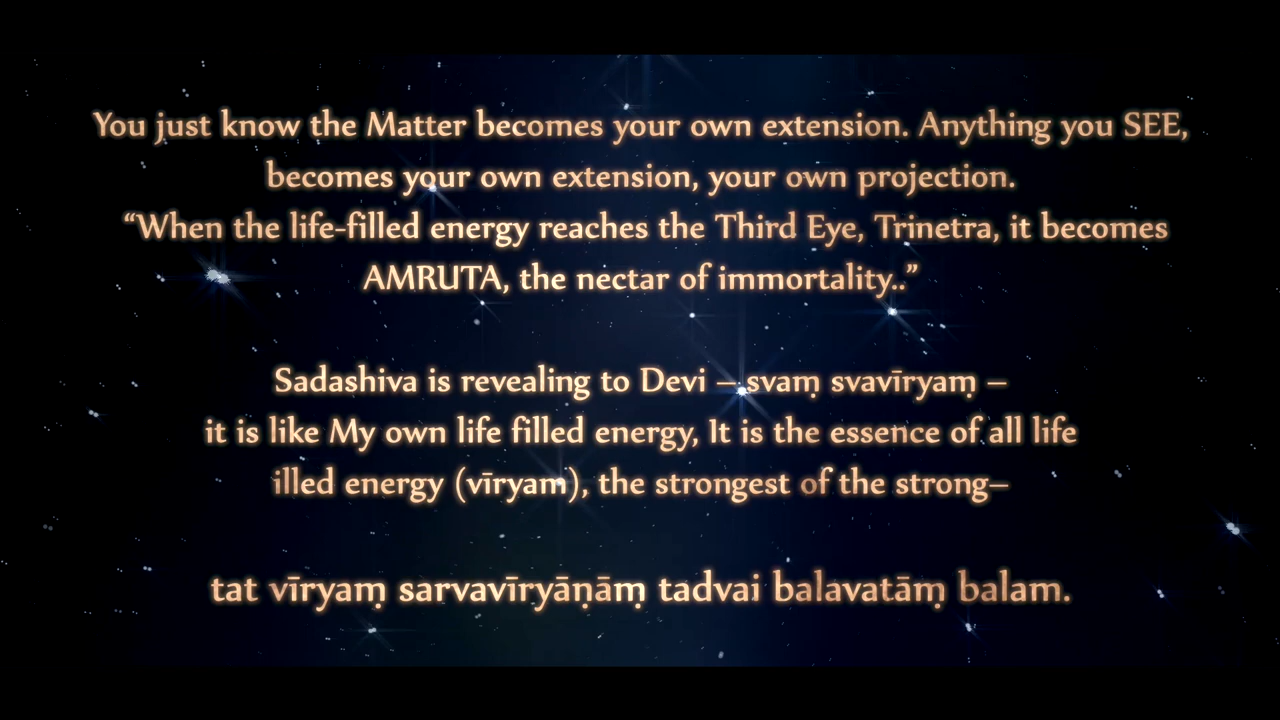 You just know the Matter becomes your own extension. Anything you SEE,
becomes your own extension, your own projection.
“When the life-filled energy reaches the Third Eye, Trinetra, it becomes
AMRUTA, the nectar of immortality..”
Sadashiva is revealing to Devi – svaṃ svavīryaṃ –
it is like My own life filled energy, It is the essence of all life
illed energy (vīryam), the strongest of the strong–
tat vīryaṃ sarvavīryāṇāṃ tadvai balavatāṃ balam.